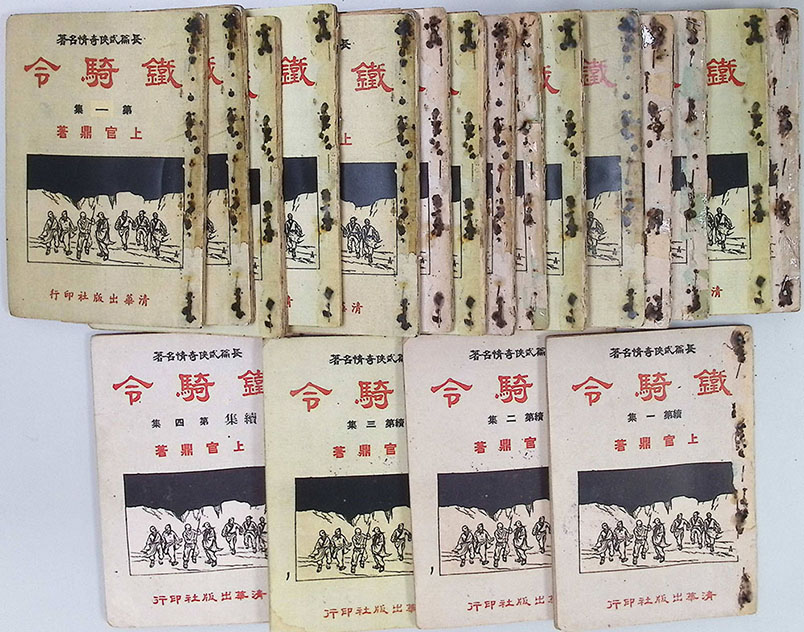 長篇武俠奇情名著
鐵騎令
第一集
上官鼎著
清華出版社印行
鐵
清
鐵
上
清華
鐵
鐵
清
長篇武俠奇情名著
鐵騎令
續集 第四集
上官鼎著
清華出版社印行
長篇武俠奇情名著
騎令
續第三集
官鼎著
出版社印行
長篇武俠奇情名著
騎令
續第二集
官鼎著
出版社印行
長篇武俠奇情名著
鐵騎令
續第一集
上官鼎著
清華出版社印行